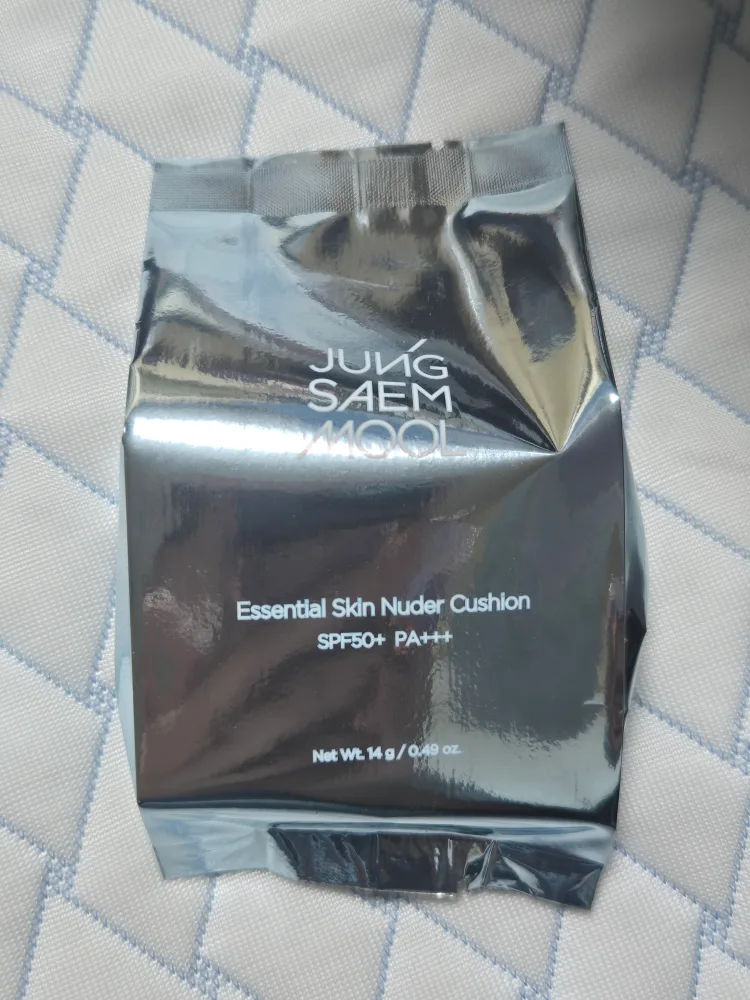 JUNG
SAEM
MOOL
Essential Skin Nuder Cushion
SPF50+ PA+++
Net Wt. 14 g / 0.49 oz.